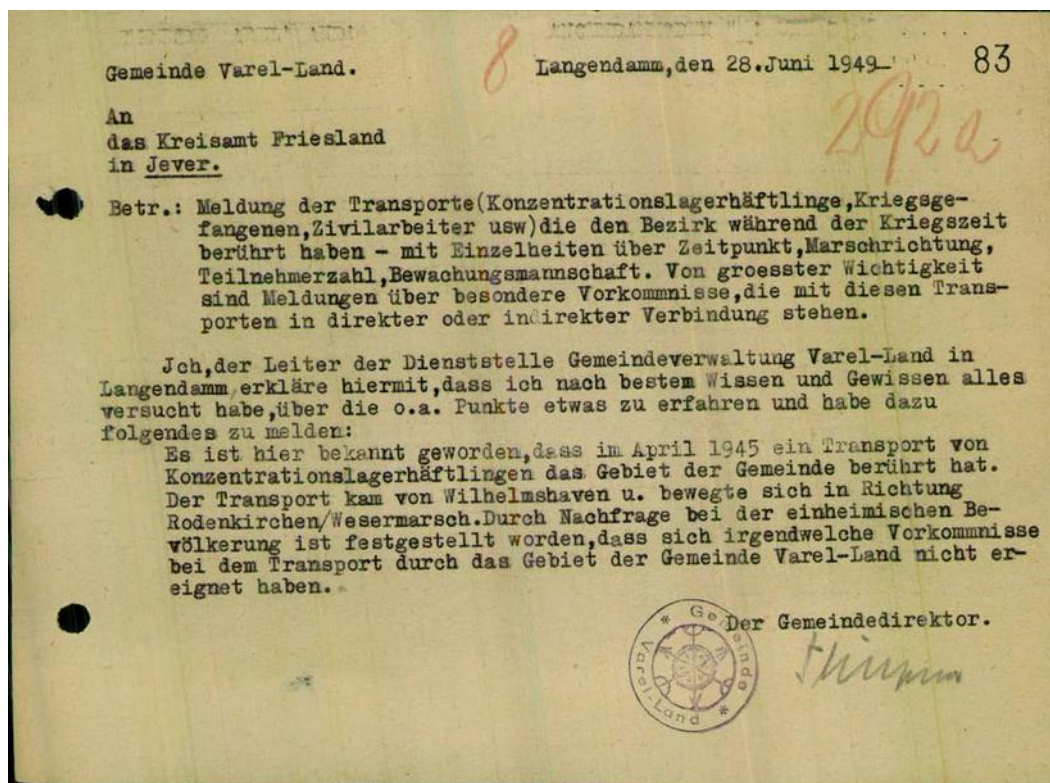 Gemeinde Varel-Land.
8
Langendamm,den 28.Juni 1949
83
292a
An
das Kreisamt Friesland
in Jever.
Betr.: Meldung der Transporte(Konzentrationslagerhäftlinge,Kriegsge-
fangenen,Zivilarbeiter usw)die den Bezirk während der Kriegszeit
berührt haben - mit Einzelheiten über Zeitpunkt,Marschrichtung,
Teilnehmerzahl,Bewachungsmannschaft. Von groesster Wichtigkeit
sind Meldungen über besondere Vorkommnisse,die mit diesen Trans-
porten in direkter oder indirekter Verbindung stehen.
Jch,der Leiter der Dienststelle Gemeindeverwaltung Varel-Land in
Langendamm erkläre hiermit,dass ich nach bestem Wissen und Gewissen alles
versucht habe,über die o.a. Punkte etwas zu erfahren und habe dazu
folgendes zu melden:
Es ist hier bekannt geworden,dass im April 1945 ein Transport von
Konzentrationslagerhäftlingen das Gebiet der Gemeinde berührt hat.
Der Transport kam von Wilhelmshaven u. bewegte sich in Richtung
Rodenkirchen/Wesermarsch.Durch Nachfrage bei der einheimischen Be-
völkerung ist festgestellt worden,dass sich irgendwelche Vorkommnisse
bei dem Transport durch das Gebiet der Gemeinde Varel-Land nicht er-
eignet haben.
Der Gemeindedirektor.
* Gemeinde * Varel-Land